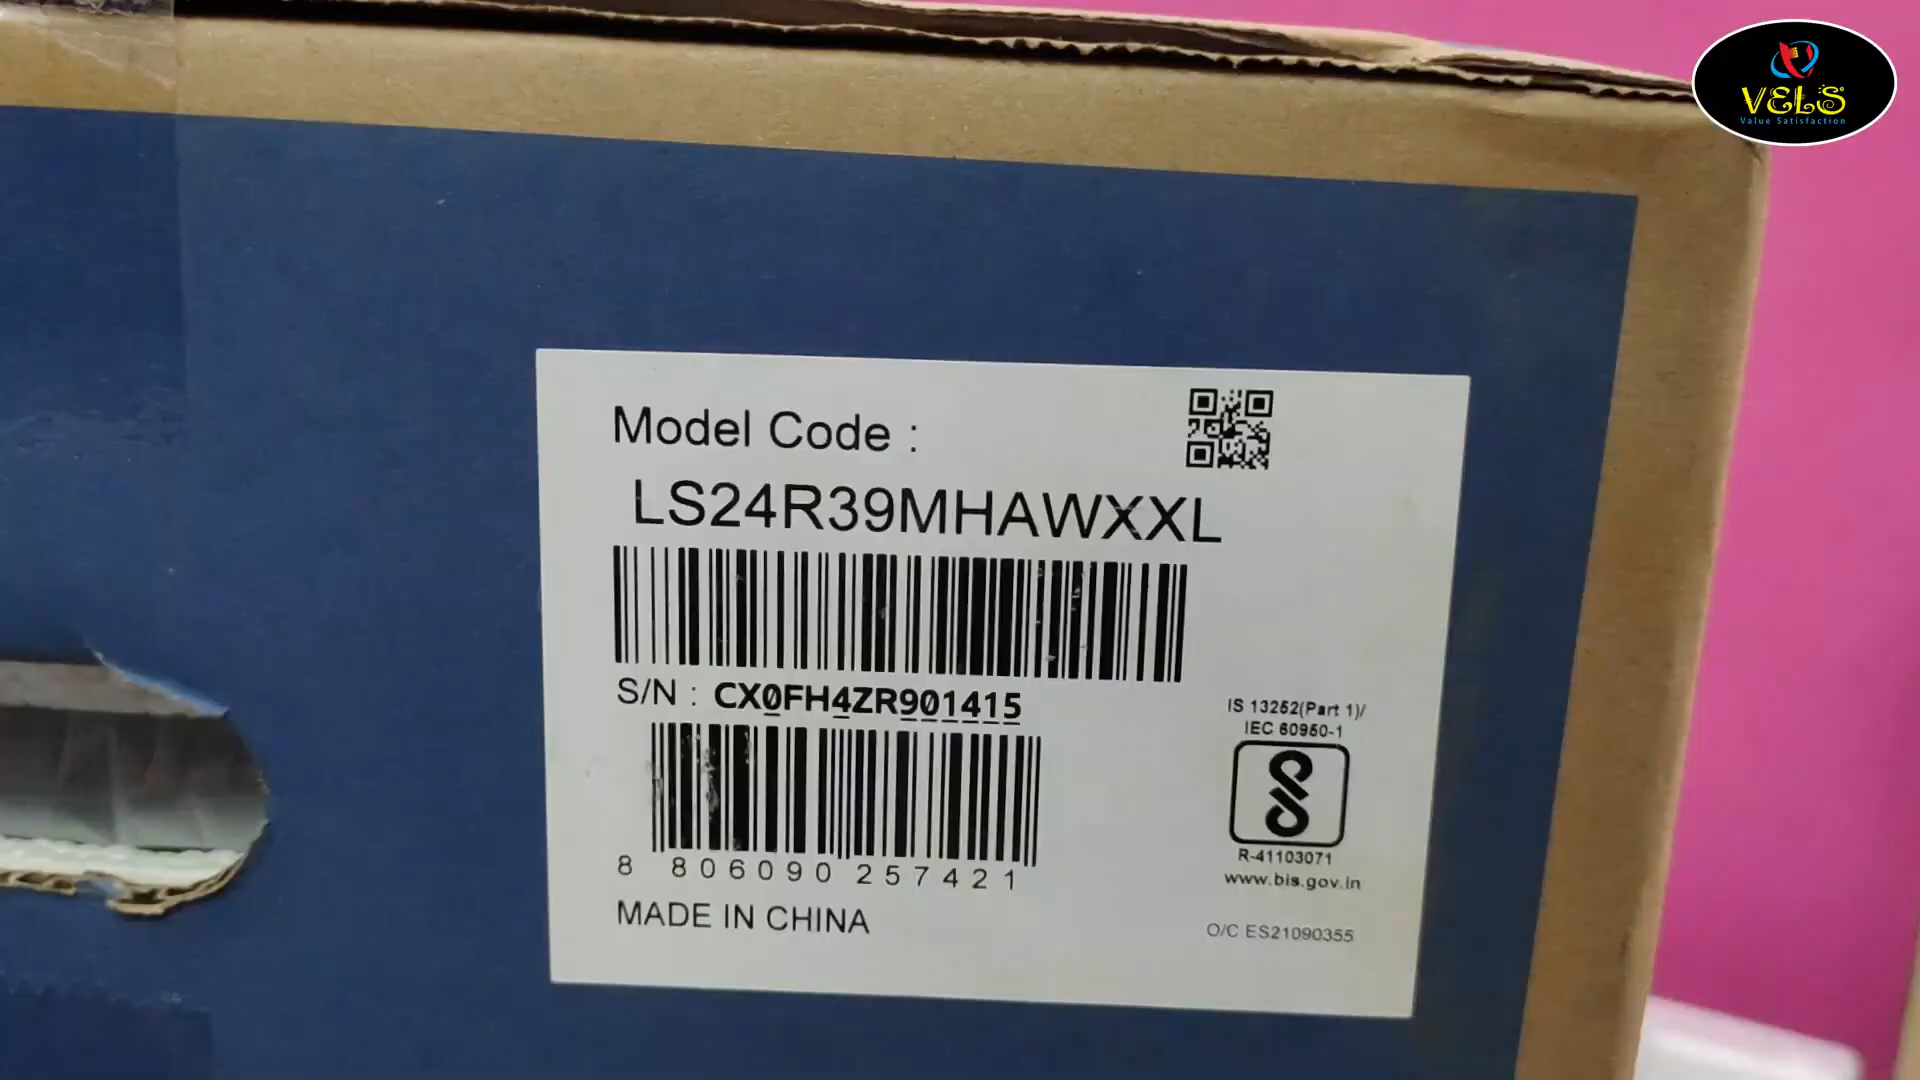 VELS
Value Satisfaction
Model Code :
LS24R39MHAWXXL
S/N : CX0FH4ZR901415
IS 13252(Part 1)/
IEC 60950-1
8 806090 257421
R-41103071
www.bis.gov.in
MADE IN CHINA
O/C ES21090355